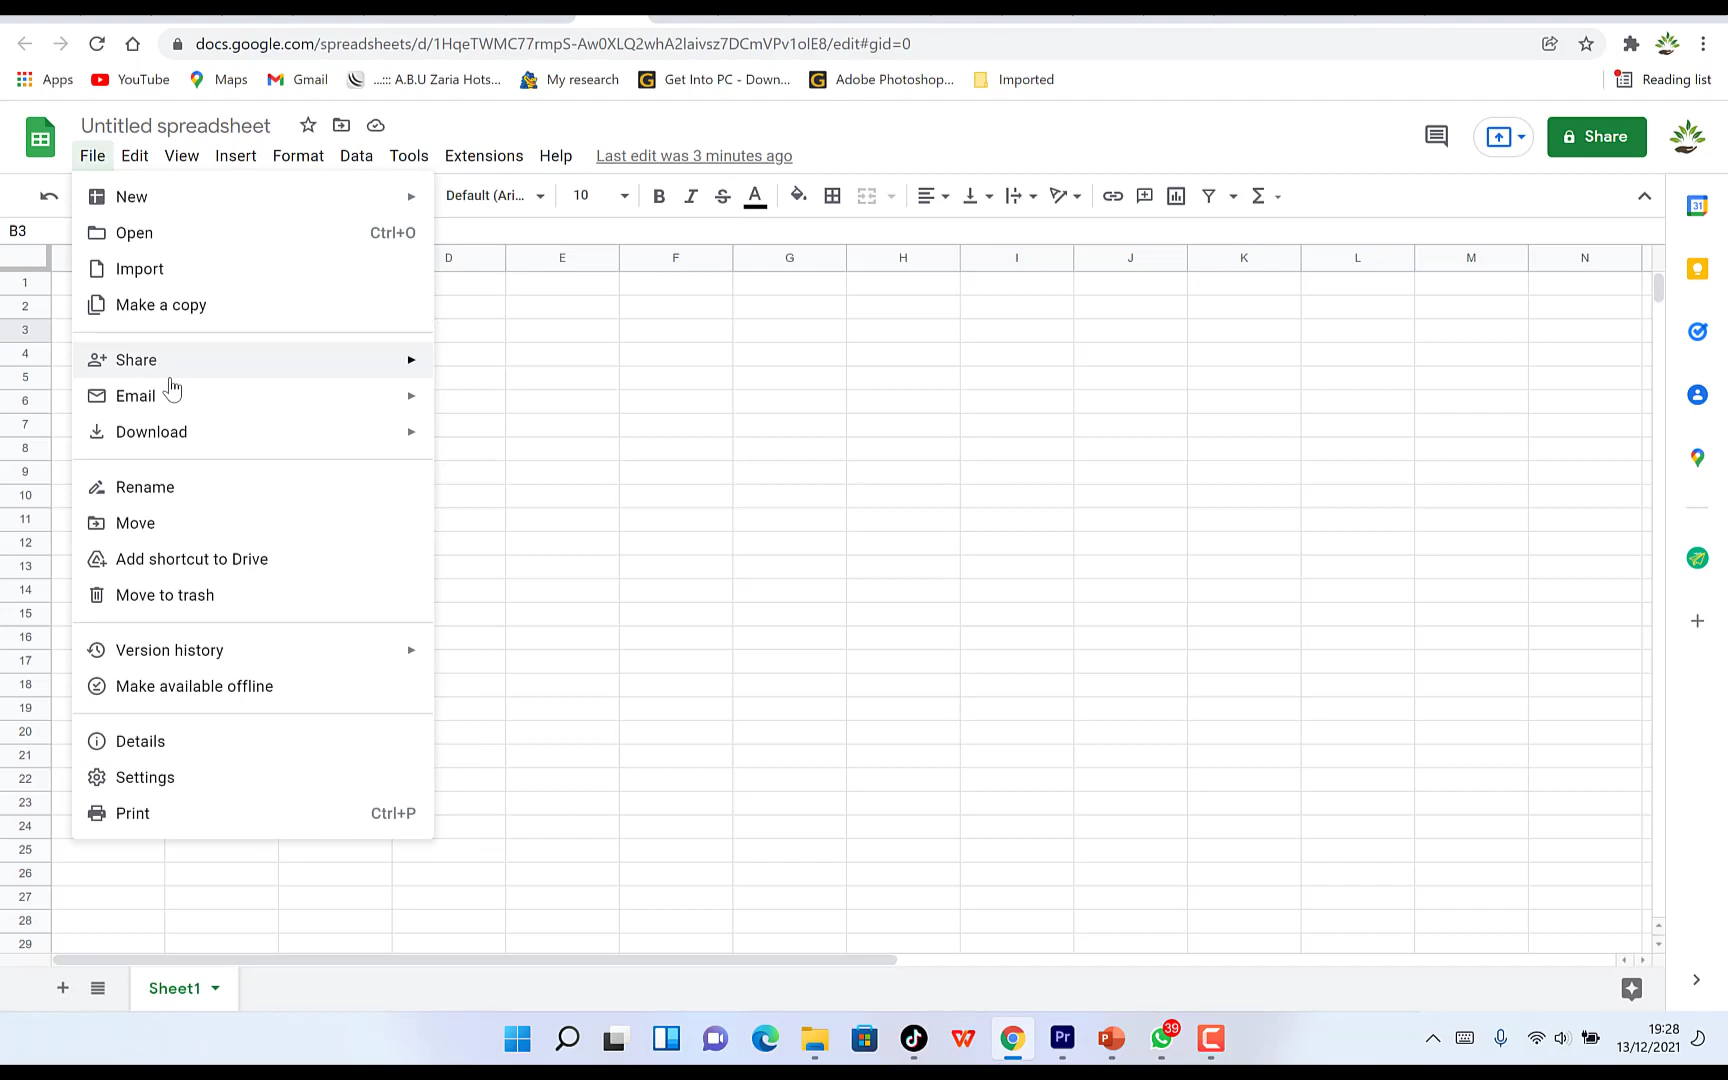 docs.google.com/spreadsheets/d/1HqeTWMC77rmpS-Aw0XLQ2whA2laivsz7DCmVPv1olE8/edit#gid=0
Apps YouTube Maps Gmail ...::: A.B.U Zaria Hots... My research Get Into PC - Down... Adobe Photoshop... Imported Reading list
Untitled spreadsheet
File Edit View Insert Format Data Tools Extensions Help Last edit was 3 minutes ago Share
Default (Ari... 10 B I S A Σ
B3
New
Open Ctrl+O
Import
Make a copy
Share
Email
Download
Rename
Move
Add shortcut to Drive
Move to trash
Version history
Make available offline
Details
Settings
Print Ctrl+P
D E F G H I J K L M N
1
2
3
4
5
6
7
8
9
10
11
12
13
14
15
16
17
18
19
20
21
22
23
24
25
26
27
28
29
31
Sheet1
Pr
P
W
39
C
19:28
13/12/2021